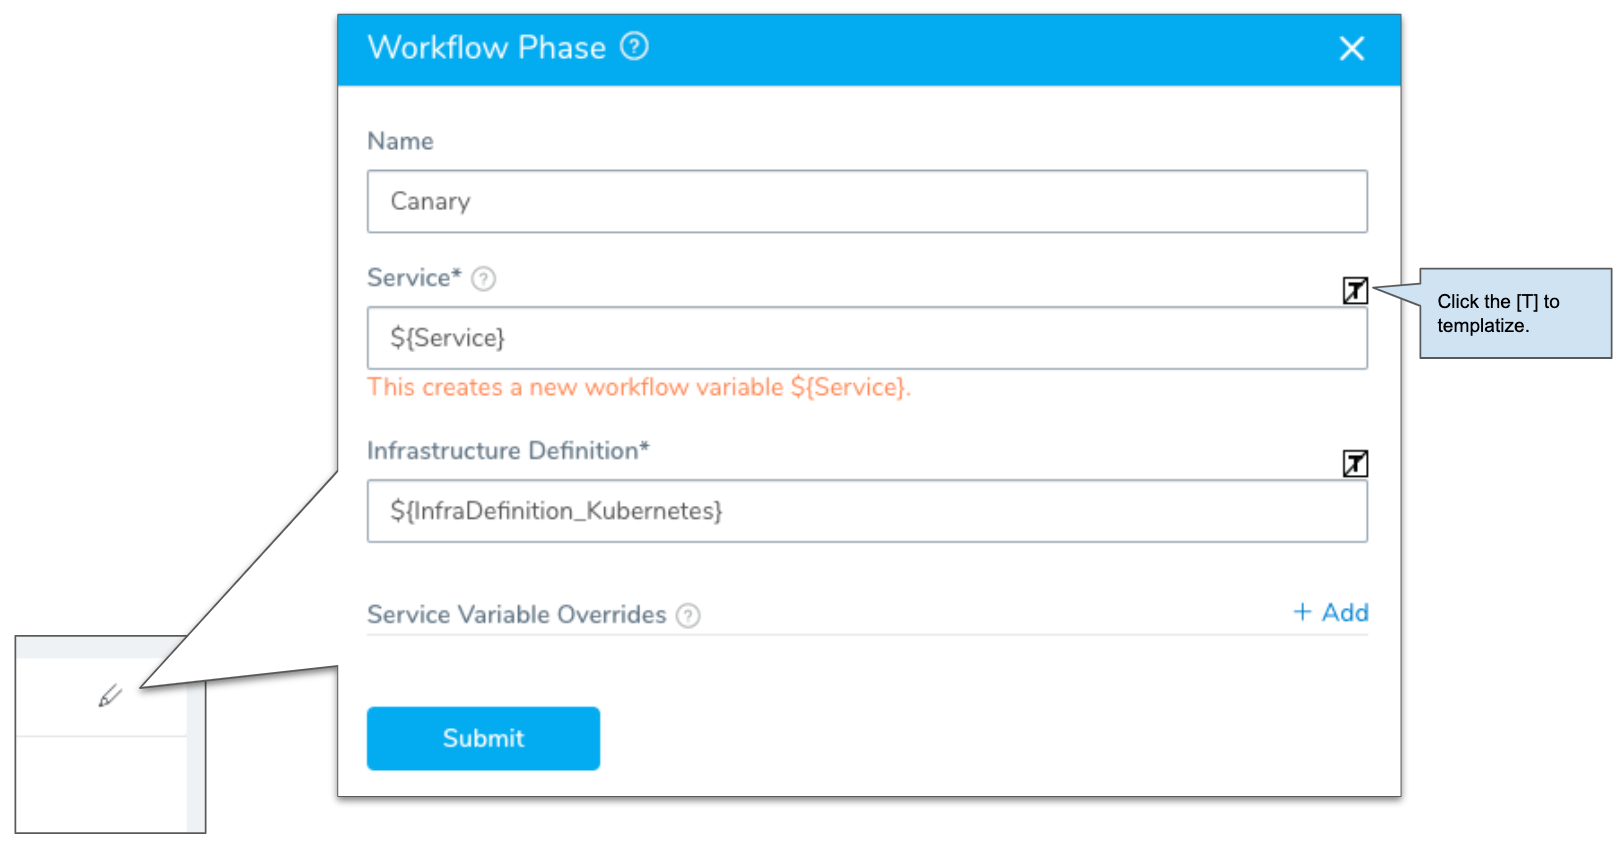 Workflow Phase ?
Name
Canary
Service* ?
T
${Service}
This creates a new workflow variable ${Service}.
Click the [T] to
templatize.
Infrastructure Definition*
T
${InfraDefinition_Kubernetes}
Service Variable Overrides ?
+ Add
Submit